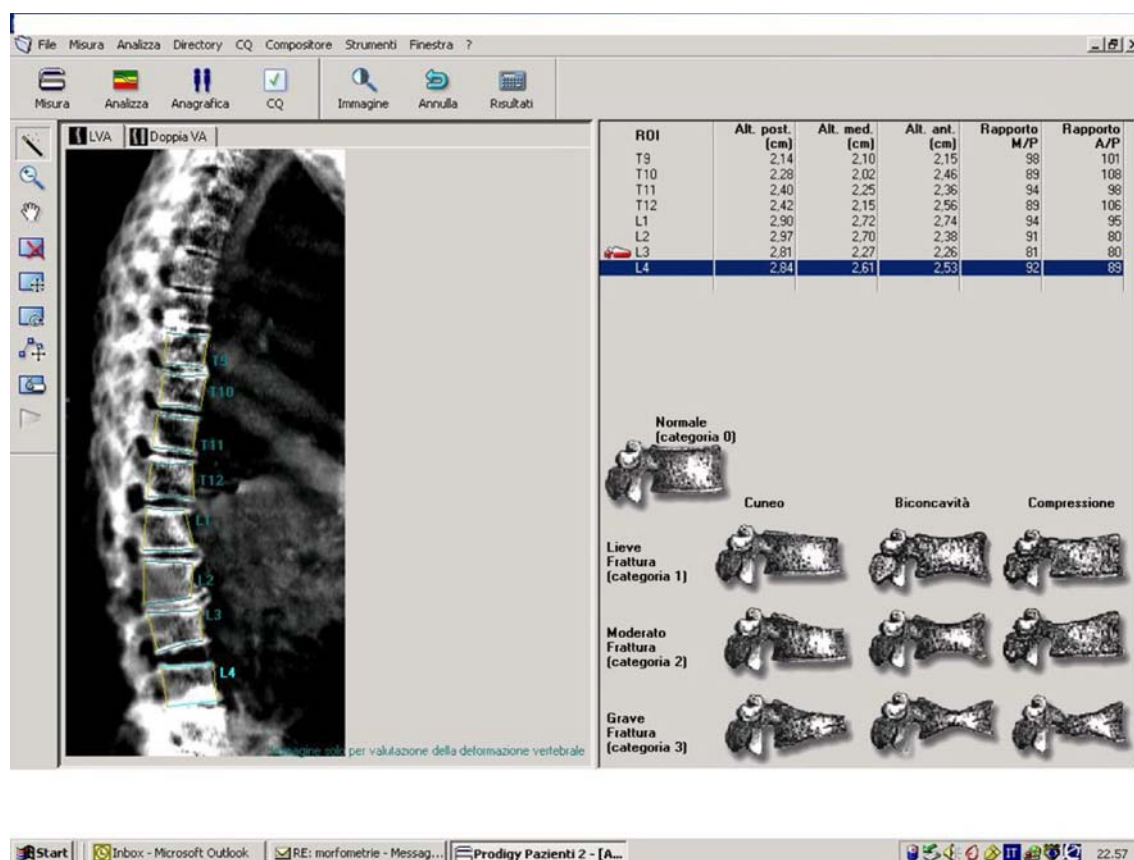 File Misura Analizza Directory CQ Compositore Strumenti Finestra ?
Misura Analizza Anagrafica CQ Immagine Annulla Risultati
LVA Doppia VA
T9
T10
T11
T12
L1
L2
L3
L4
Immagine solo per valutazione della deformazione vertebrale
ROI Alt. post. (cm) Alt. med. (cm) Alt. ant. (cm) Rapporto M/P Rapporto A/P
T9 2,14 2,10 2,15 98 101
T10 2,28 2,02 2,46 89 108
T11 2,40 2,25 2,36 94 98
T12 2,42 2,15 2,56 89 106
L1 2,90 2,72 2,74 94 95
L2 2,97 2,70 2,38 91 80
L3 2,81 2,27 2,26 81 80
L4 2,84 2,61 2,53 92 89
Normale
(categoria 0)
Cuneo Biconcavità Compressione
Lieve
Frattura
(categoria 1)
Moderato
Frattura
(categoria 2)
Grave
Frattura
(categoria 3)
Start Inbox - Microsoft Outlook RE: morfometrie - Messag... Prodigy Pazienti 2 - [A... IT 22.57